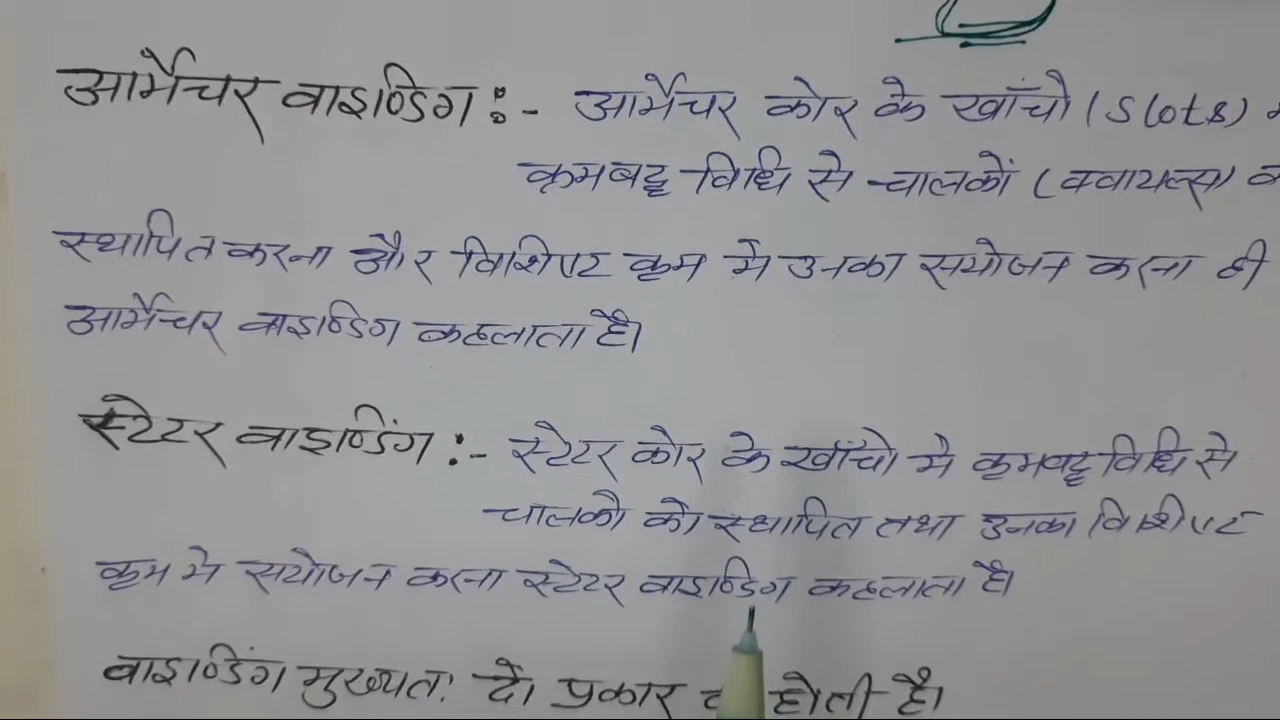 आर्मेचर वाइण्डिग :- आर्मेचर कोर के खाँचो (Slots)
क्रमबद्ध विधि से चालकों (क्वायल्स)
स्थापित करना और विशिष्ट क्रम मे उनका सयोजन करना ही
आर्मेचर वाइण्डिग कहलाता है।
स्टेटर वाइण्डिंग :- स्टेटर कोर के खाँचो मे क्रमबद्ध विधि से
चालकौ को स्थापित तथा उनका विशिष्ट
क्रम मे सयोजन करना स्टेटर वाइण्डिग कहलाता है।
वाइण्डिंग मुख्यतः दो प्रकार होती है।